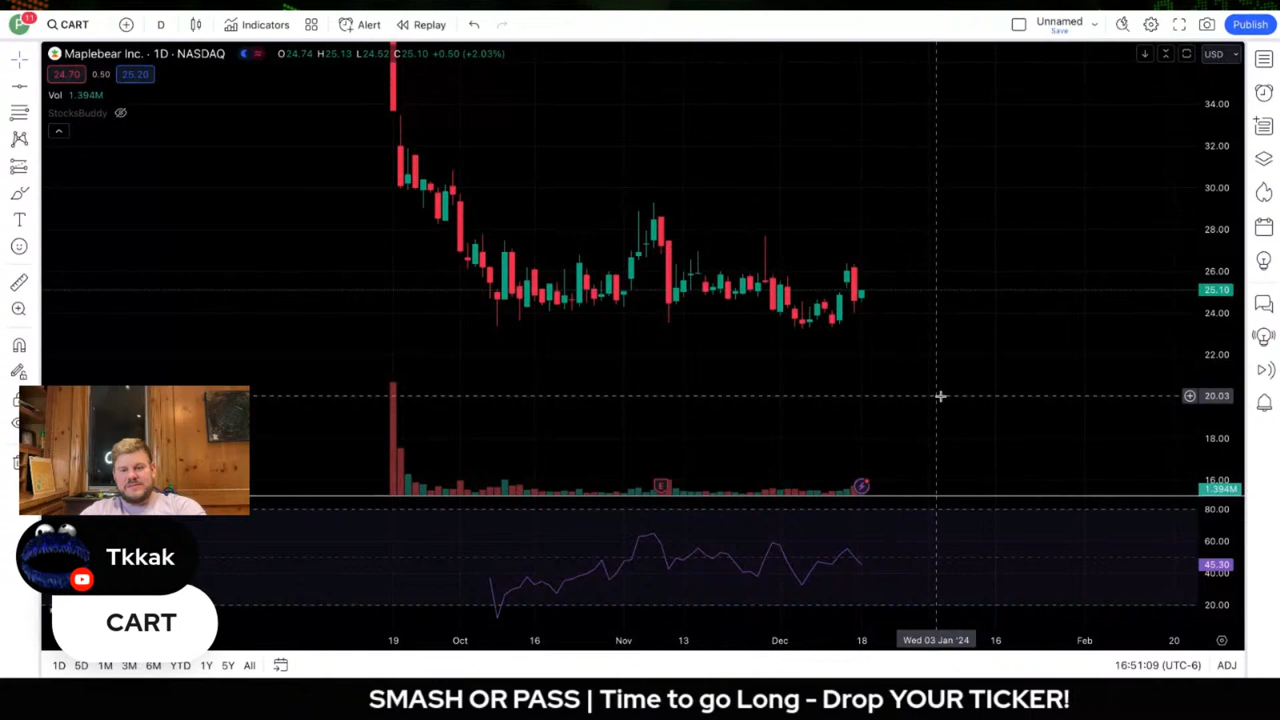 11
CART
D
Indicators
Alert
Replay
Unnamed
Save
Publish
Maplebear Inc. · 1D · NASDAQ
O24.74 H25.13 L24.52 C25.10 +0.50 (+2.03%)
USD
24.70
0.50
25.20
Vol 1.394M
StocksBuddy
34.00
32.00
30.00
28.00
26.00
25.10
24.00
22.00
20.03
18.00
16.00
1.394M
80.00
60.00
45.30
40.00
20.00
E
Tkkak
CART
19
Oct
16
Nov
13
Dec
18
Wed 03 Jan '24
16
Feb
20
1D
5D
1M
3M
6M
YTD
1Y
5Y
All
16:51:09 (UTC-6)
ADJ
SMASH OR PASS | Time to go Long - Drop YOUR TICKER!